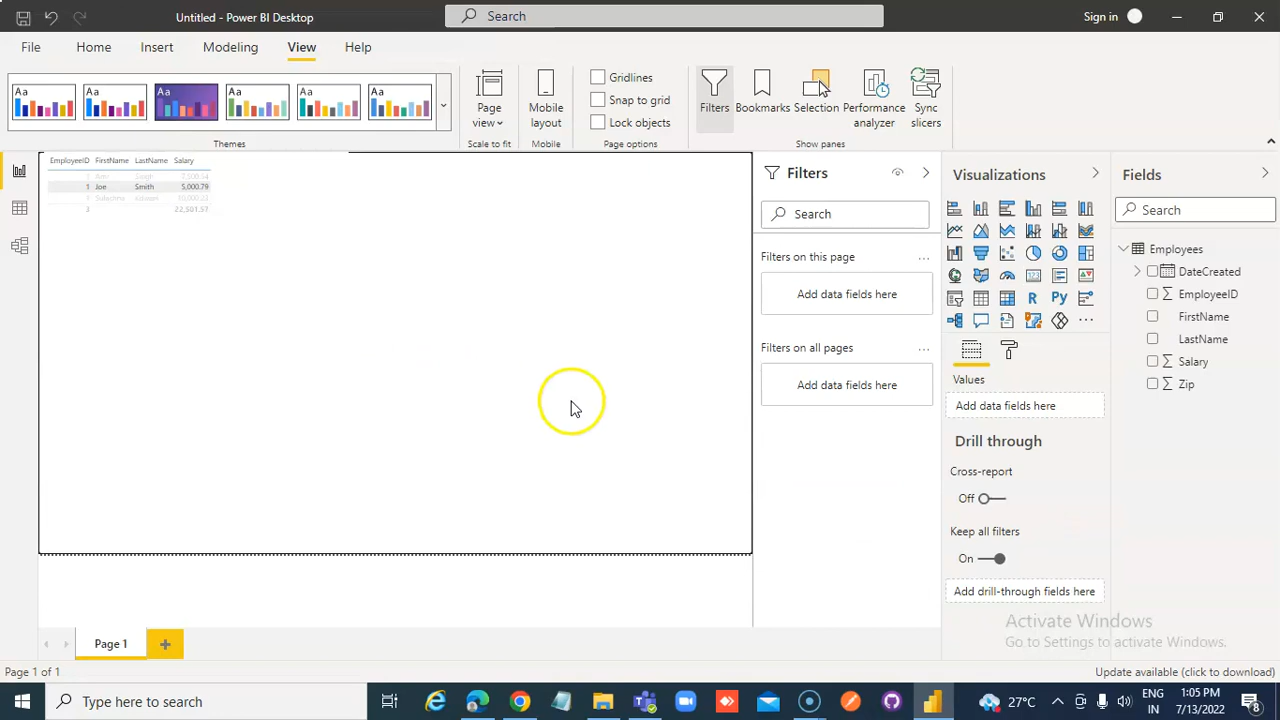 Untitled - Power BI Desktop
Search
Sign in
File
Home
Insert
Modeling
View
Help
Aa
Aa
Aa
Aa
Aa
Aa
Page view
Mobile layout
Gridlines
Snap to grid
Lock objects
Filters
Bookmarks
Selection
Performance analyzer
Sync slicers
Themes
Scale to fit
Mobile
Page options
Show panes
EmployeeID FirstName LastName Salary
1 Joe Smith 5,000.79
3 22,501.57
Filters
Search
Filters on this page
Add data fields here
Filters on all pages
Add data fields here
Visualizations
R
Py
Values
Add data fields here
Drill through
Cross-report
Off
Keep all filters
On
Add drill-through fields here
Fields
Search
Employees
DateCreated
EmployeeID
FirstName
LastName
Salary
Zip
Activate Windows
Go to Settings to activate Windows.
Page 1
Page 1 of 1
Update available (click to download)
Type here to search
27°C
ENG
IN
1:05 PM
7/13/2022
8